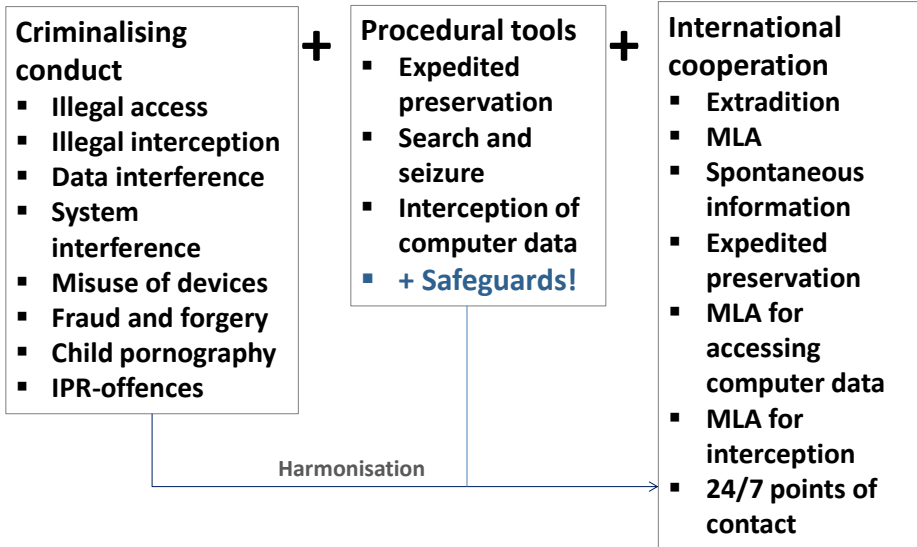 Criminalising
conduct
▪ Illegal access
▪ Illegal interception
▪ Data interference
▪ System
interference
▪ Misuse of devices
▪ Fraud and forgery
▪ Child pornography
▪ IPR-offences
+
Procedural tools
▪ Expedited
preservation
▪ Search and
seizure
▪ Interception of
computer data
▪ + Safeguards!
+
International
cooperation
▪ Extradition
▪ MLA
▪ Spontaneous
information
▪ Expedited
preservation
▪ MLA for
accessing
computer data
▪ MLA for
interception
▪ 24/7 points of
contact
Harmonisation